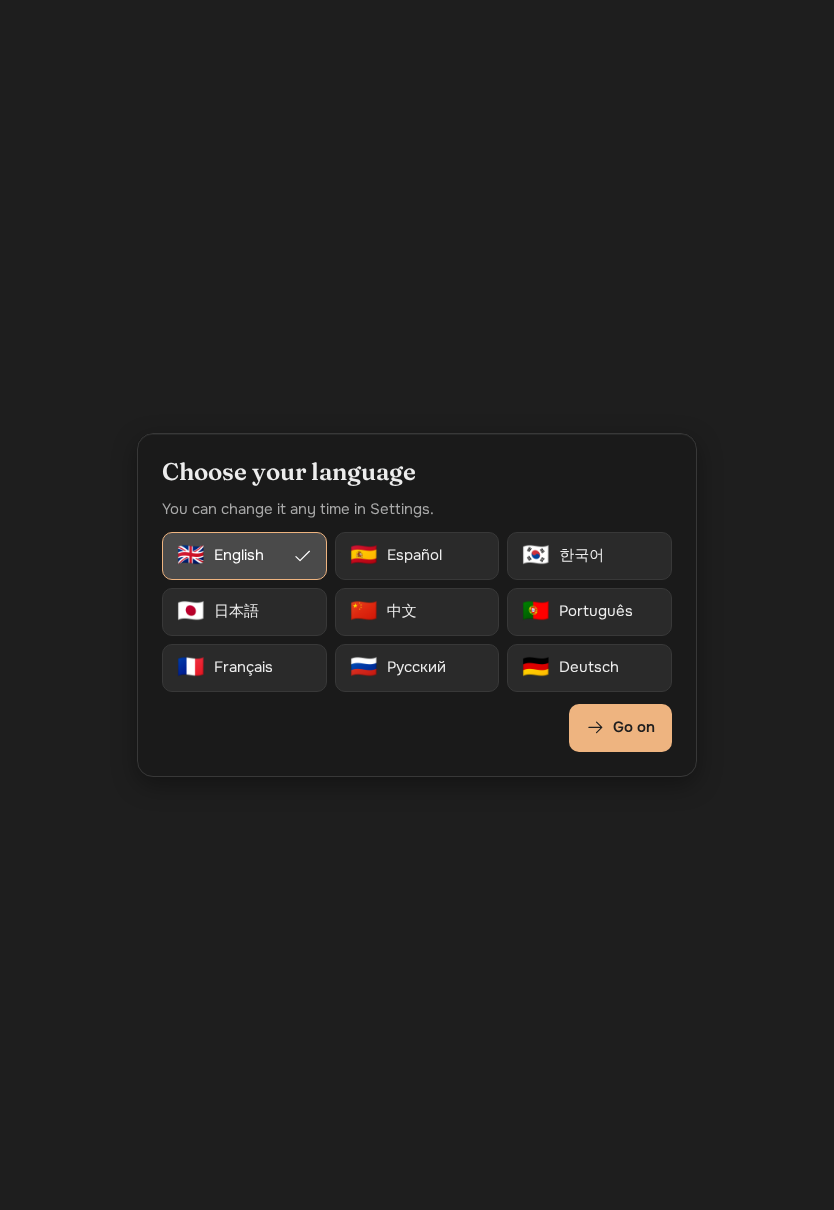 Choose your language
You can change it any time in Settings.
English
Español
한국어
日本語
中文
Português
Français
Русский
Deutsch
Go on